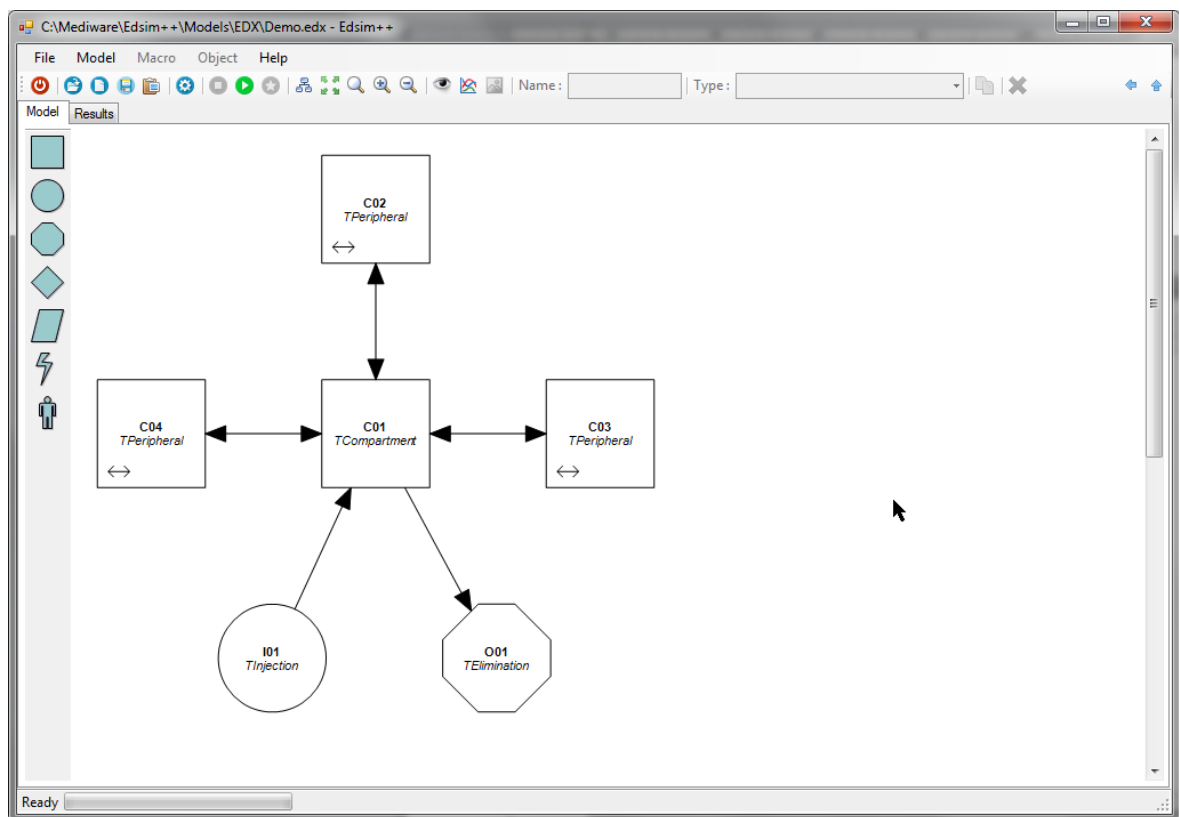 C:\Mediware\Edsim++\Models\EDX\Demo.edx - Edsim++
File Model Macro Object Help
Name: Type:
Model Results
C02
TPeripheral
C04
TPeripheral
C01
TCompartment
C03
TPeripheral
I01
TInjection
O01
TElimination
Ready